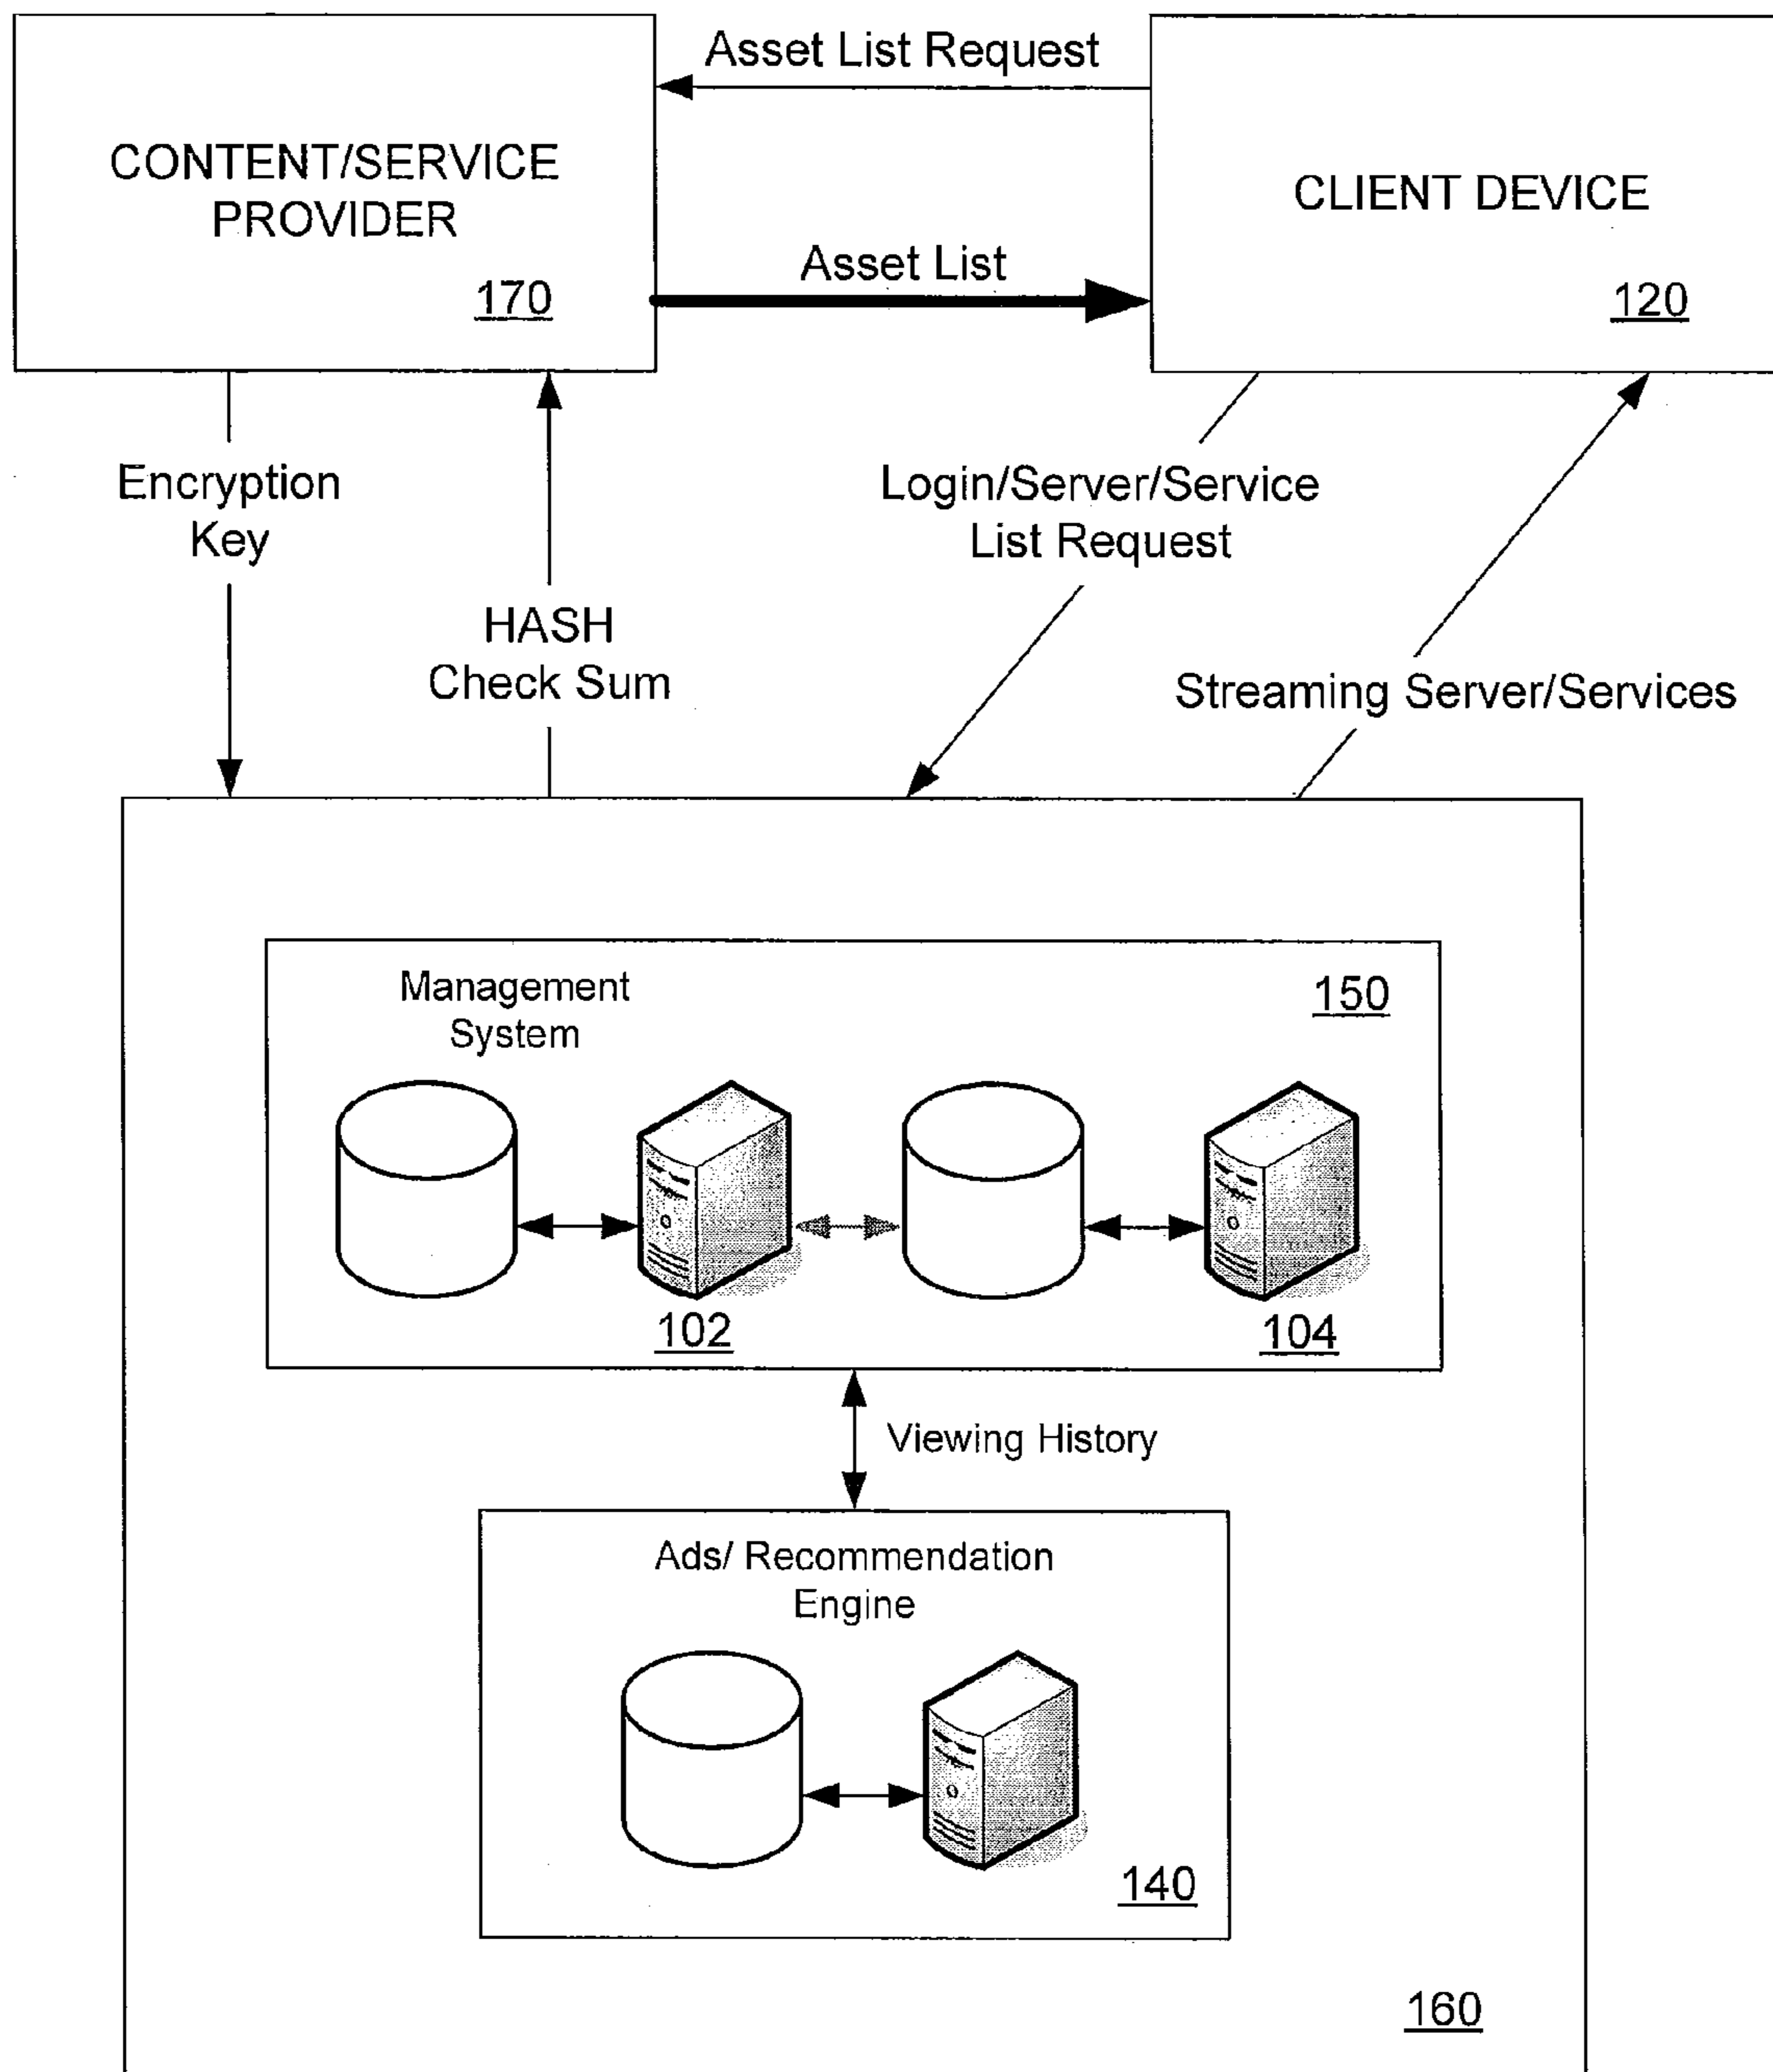 Asset List Request
CONTENT/SERVICE
PROVIDER
170
CLIENT DEVICE
120
Asset List
Encryption
Key
HASH
Check Sum
Login/Server/Service
List Request
Streaming Server/Services
Management
System
150
102
104
Viewing History
Ads/ Recommendation
Engine
140
160